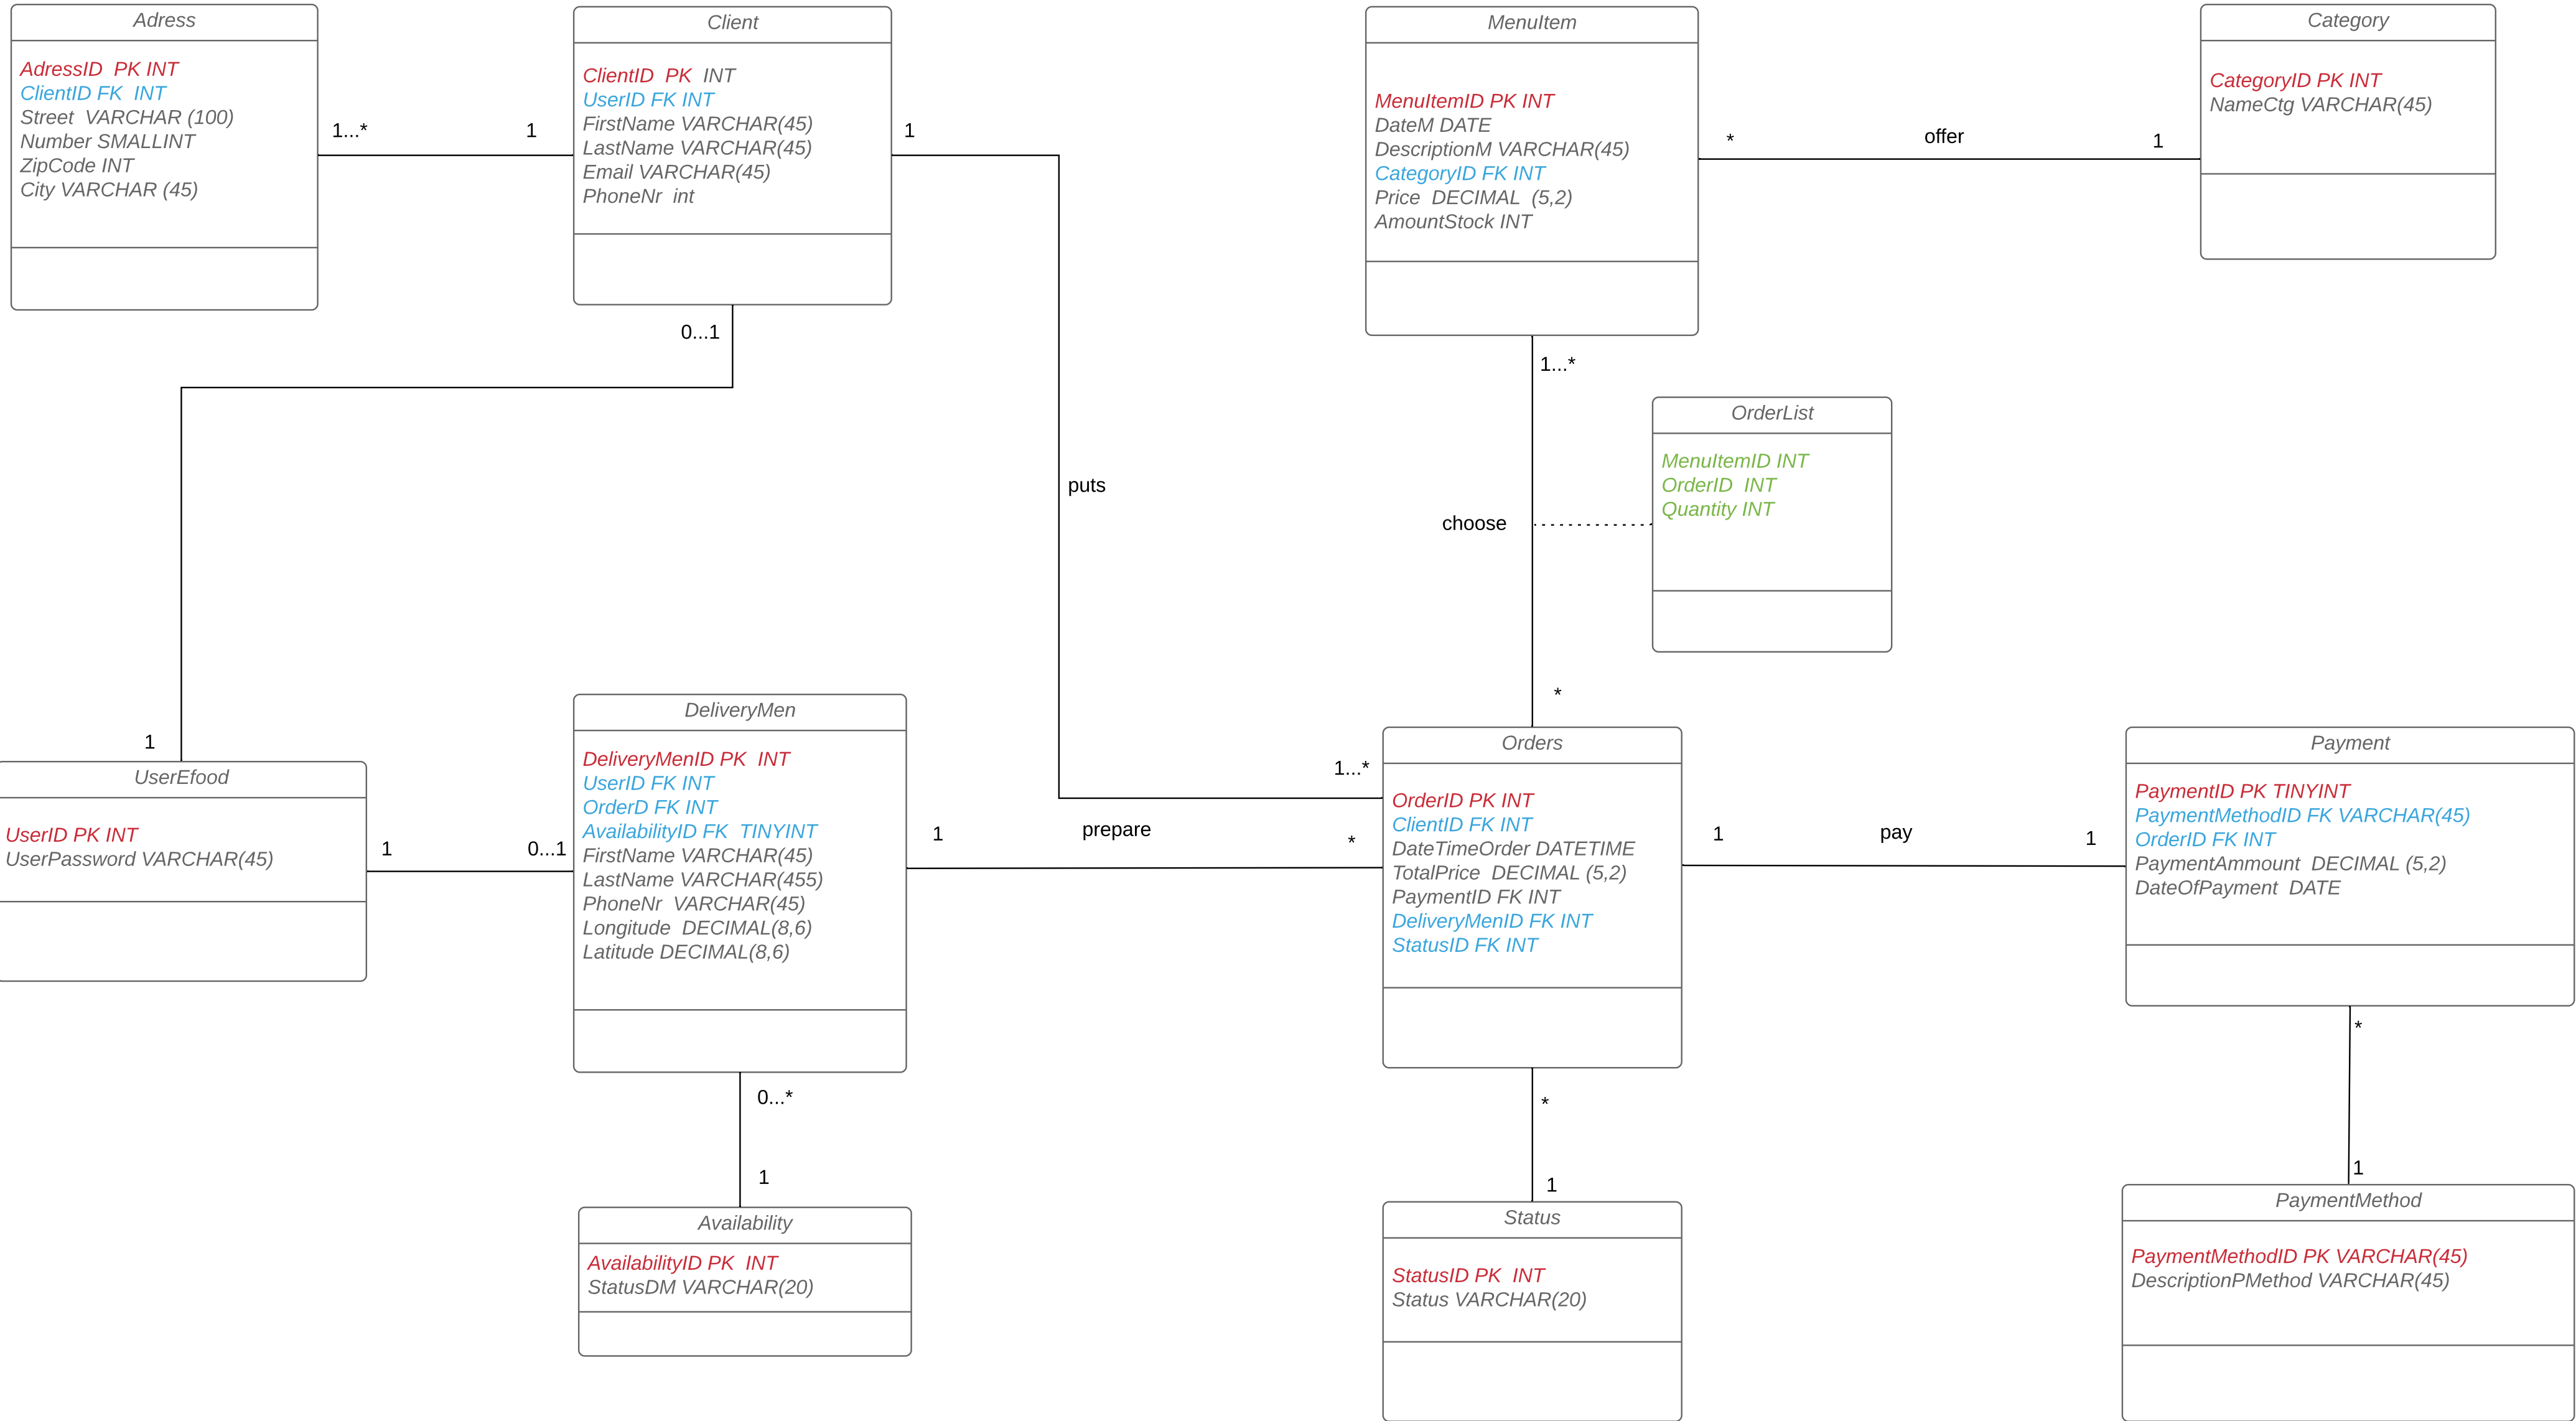 Adress
AdressID  PK INT
ClientID FK  INT
Street  VARCHAR (100)
Number SMALLINT
ZipCode INT
City VARCHAR (45)
1...*
1
Client
ClientID  PK  INT
UserID FK INT
FirstName VARCHAR(45)
LastName VARCHAR(45)
Email VARCHAR(45)
PhoneNr  int
1
0...1
puts
MenuItem
MenuItemID PK INT
DateM DATE
DescriptionM VARCHAR(45)
CategoryID FK INT
Price  DECIMAL  (5,2)
AmountStock INT
*
offer
1
Category
CategoryID PK INT
NameCtg VARCHAR(45)
1...*
choose
*
OrderList
MenuItemID INT
OrderID  INT
Quantity INT
1
UserEfood
UserID PK INT
UserPassword VARCHAR(45)
1
0...1
DeliveryMen
DeliveryMenID PK  INT
UserID FK INT
OrderD FK INT
AvailabilityID FK  TINYINT
FirstName VARCHAR(45)
LastName VARCHAR(455)
PhoneNr  VARCHAR(45)
Longitude  DECIMAL(8,6)
Latitude DECIMAL(8,6)
1
prepare
*
1...*
Orders
OrderID PK INT
ClientID FK INT
DateTimeOrder DATETIME
TotalPrice  DECIMAL (5,2)
PaymentID FK INT
DeliveryMenID FK INT
StatusID FK INT
1
pay
1
Payment
PaymentID PK TINYINT
PaymentMethodID FK VARCHAR(45)
OrderID FK INT
PaymentAmmount  DECIMAL (5,2)
DateOfPayment  DATE
0...*
1
Availability
AvailabilityID PK  INT
StatusDM VARCHAR(20)
*
1
Status
StatusID PK  INT
Status VARCHAR(20)
*
1
PaymentMethod
PaymentMethodID PK VARCHAR(45)
DescriptionPMethod VARCHAR(45)